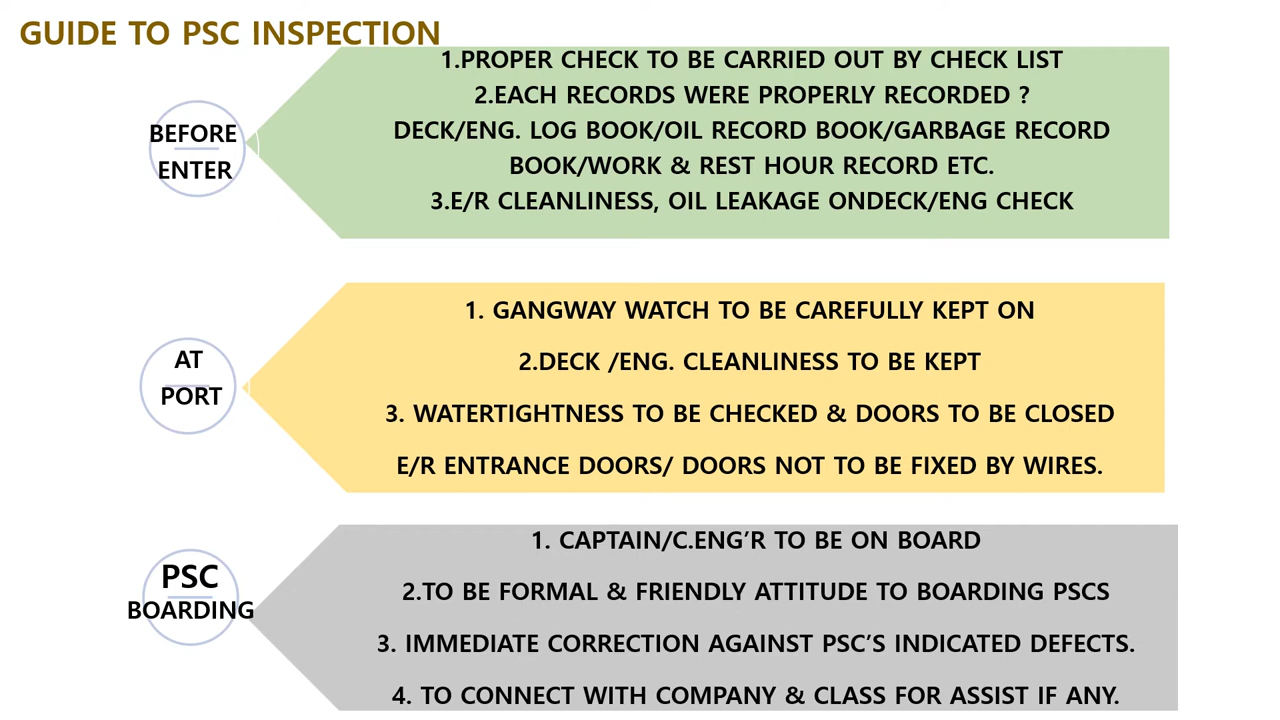 GUIDE TO PSC INSPECTION
BEFORE
ENTER
1.PROPER CHECK TO BE CARRIED OUT BY CHECK LIST
2.EACH RECORDS WERE PROPERLY RECORDED ?
DECK/ENG. LOG BOOK/OIL RECORD BOOK/GARBAGE RECORD
BOOK/WORK & REST HOUR RECORD ETC.
3.E/R CLEANLINESS, OIL LEAKAGE ONDECK/ENG CHECK
AT
PORT
1. GANGWAY WATCH TO BE CAREFULLY KEPT ON
2.DECK /ENG. CLEANLINESS TO BE KEPT
3. WATERTIGHTNESS TO BE CHECKED & DOORS TO BE CLOSED
E/R ENTRANCE DOORS/ DOORS NOT TO BE FIXED BY WIRES.
PSC
BOARDING
1. CAPTAIN/C.ENG’R TO BE ON BOARD
2.TO BE FORMAL & FRIENDLY ATTITUDE TO BOARDING PSCS
3. IMMEDIATE CORRECTION AGAINST PSC’S INDICATED DEFECTS.
4. TO CONNECT WITH COMPANY & CLASS FOR ASSIST IF ANY.